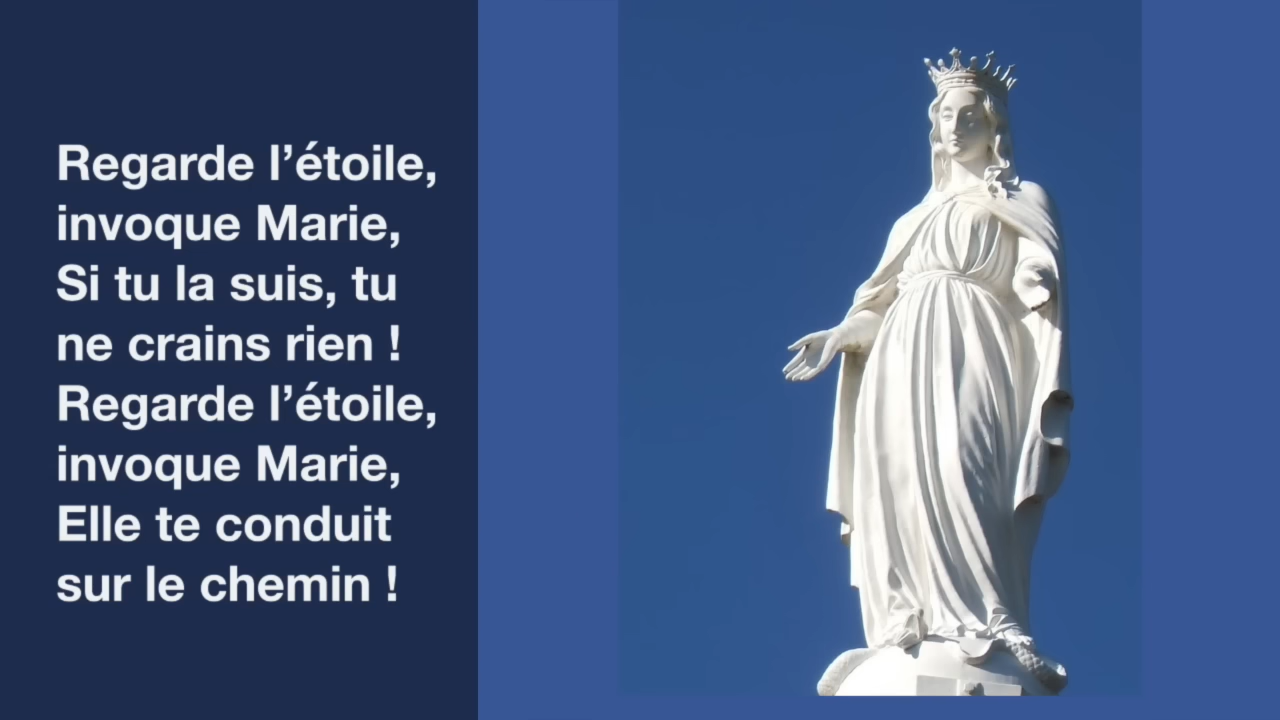 Regarde l’étoile,
invoque Marie,
Si tu la suis, tu
ne crains rien !
Regarde l’étoile,
invoque Marie,
Elle te conduit
sur le chemin !